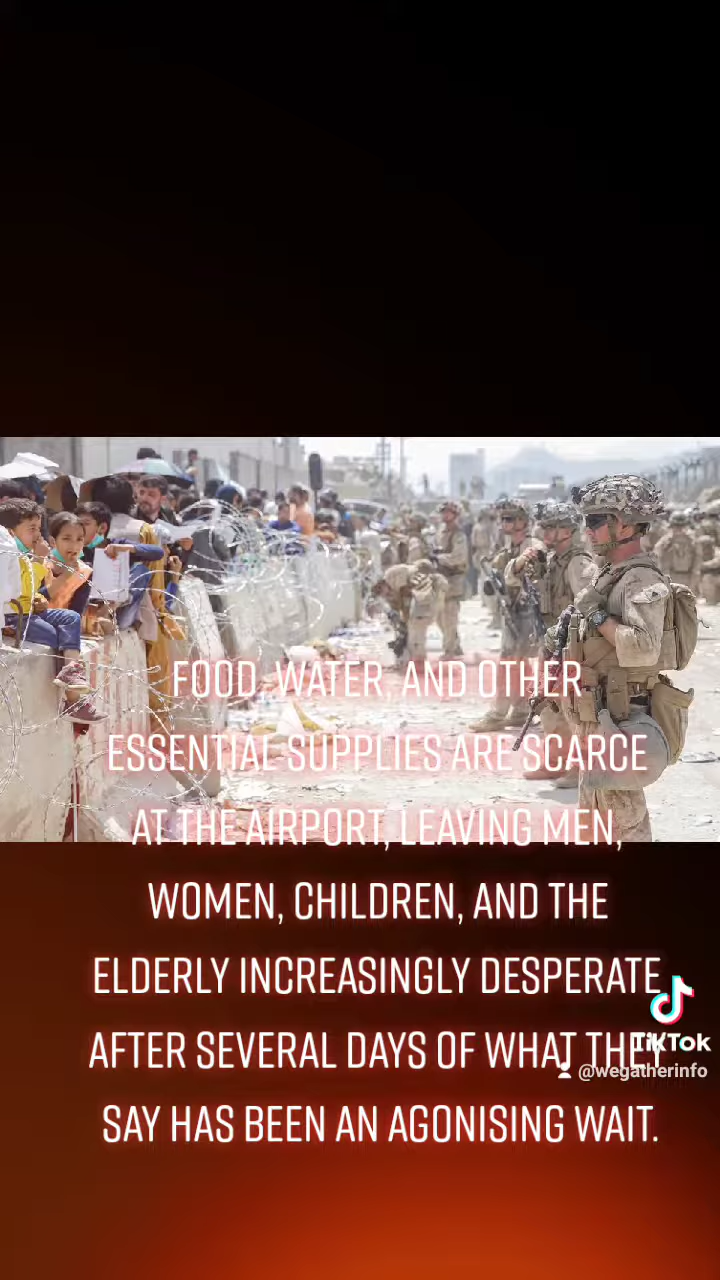 FOOD, WATER, AND OTHER
ESSENTIAL SUPPLIES ARE SCARCE
AT THE AIRPORT, LEAVING MEN,
WOMEN, CHILDREN, AND THE
ELDERLY INCREASINGLY DESPERATE
AFTER SEVERAL DAYS OF WHAT THEY
SAY HAS BEEN AN AGONISING WAIT.
TikTok
@wegatherinfo